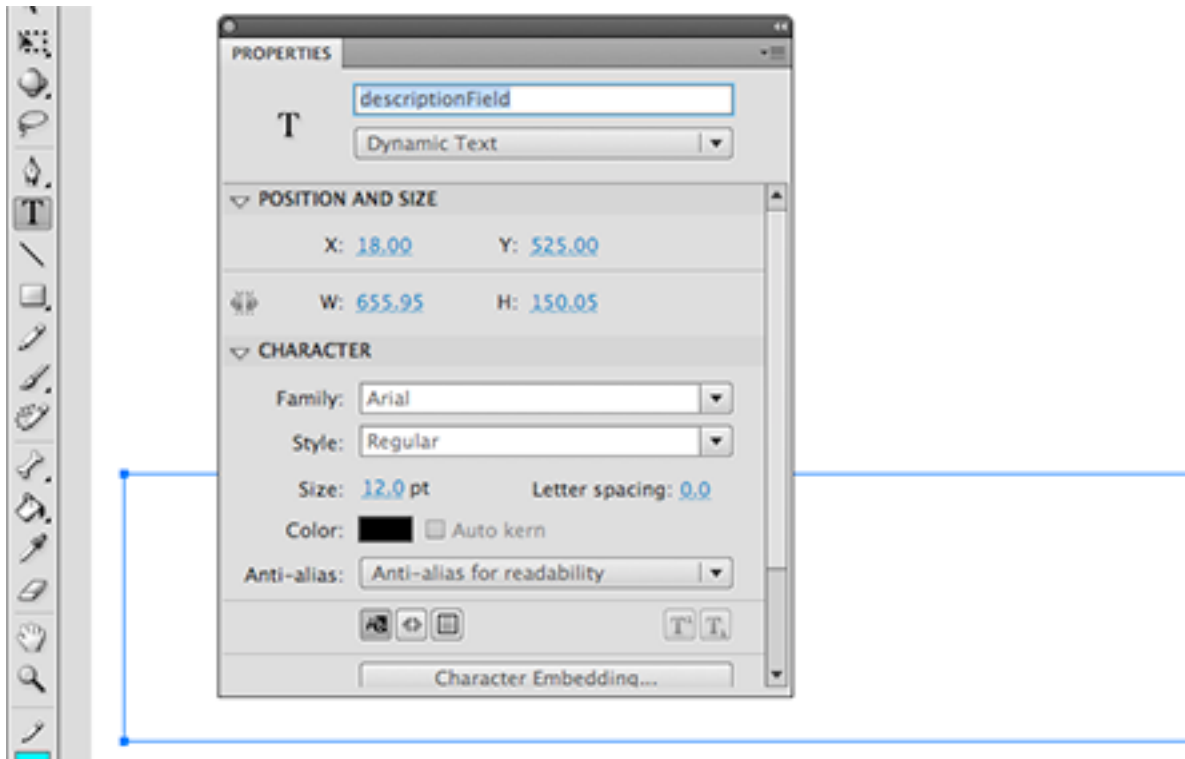 PROPERTIES
T
descriptionField
Dynamic Text
T
POSITION AND SIZE
X: 18.00 Y: 525.00
W: 655.95 H: 150.05
CHARACTER
Family: Arial
Style: Regular
Size: 12.0 pt Letter spacing: 0.0
Color: Auto kern
Anti-alias: Anti-alias for readability
T T
Character Embedding...